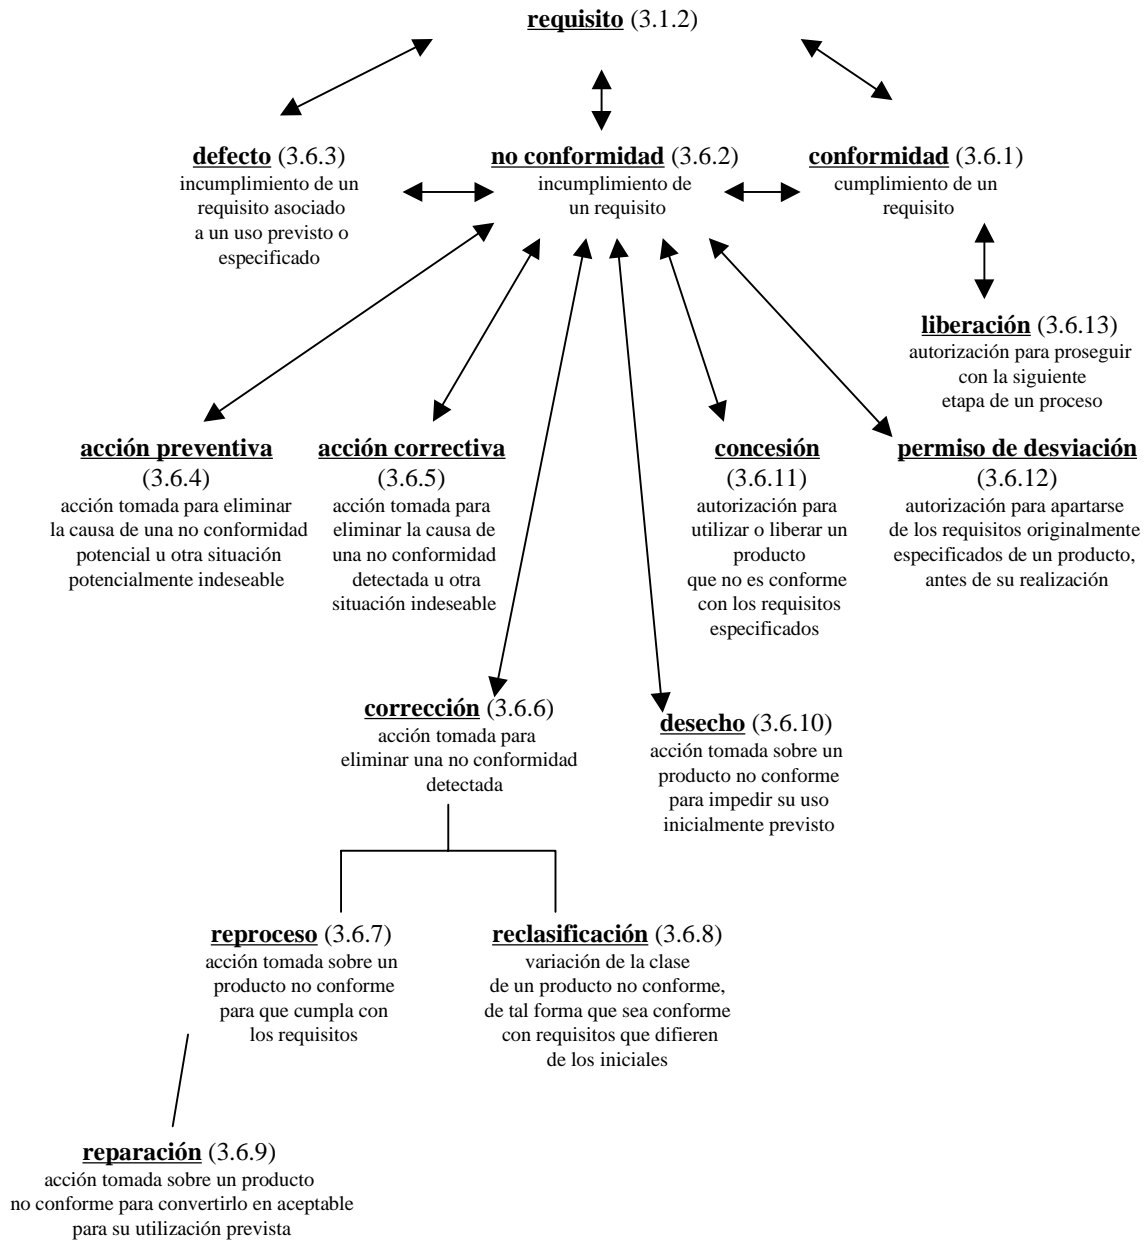 requisito (3.1.2)
defecto (3.6.3)
incumplimiento de un
requisito asociado
a un uso previsto o
especificado
no conformidad (3.6.2)
incumplimiento de
un requisito
conformidad (3.6.1)
cumplimiento de un
requisito
liberación (3.6.13)
autorización para proseguir
con la siguiente
etapa de un proceso
acción preventiva
(3.6.4)
acción tomada para eliminar
la causa de una no conformidad
potencial u otra situación
potencialmente indeseable
acción correctiva
(3.6.5)
acción tomada para
eliminar la causa de
una no conformidad
detectada u otra
situación indeseable
concesión
(3.6.11)
autorización para
utilizar o liberar un
producto
que no es conforme
con los requisitos
especificados
permiso de desviación
(3.6.12)
autorización para apartarse
de los requisitos originalmente
especificados de un producto,
antes de su realización
corrección (3.6.6)
acción tomada para
eliminar una no conformidad
detectada
desecho (3.6.10)
acción tomada sobre un
producto no conforme
para impedir su uso
inicialmente previsto
reproceso (3.6.7)
acción tomada sobre un
producto no conforme
para que cumpla con
los requisitos
reclasificación (3.6.8)
variación de la clase
de un producto no conforme,
de tal forma que sea conforme
con requisitos que difieren
de los iniciales
reparación (3.6.9)
acción tomada sobre un producto
no conforme para convertirlo en aceptable
para su utilización prevista